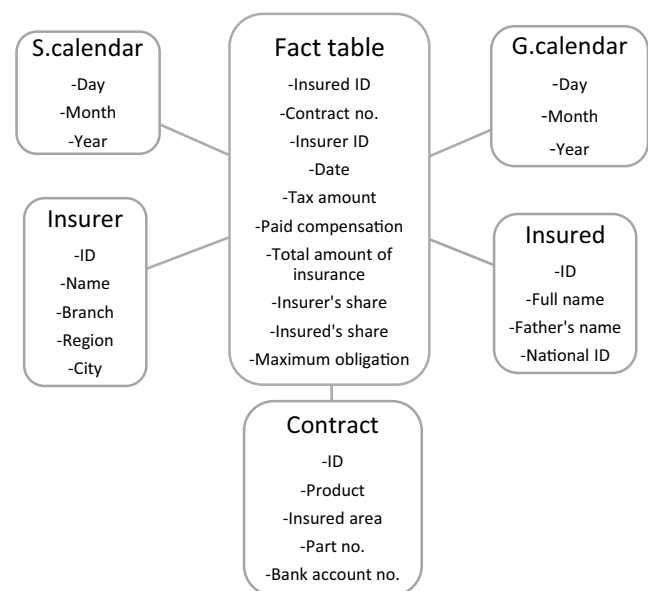 S.calendar
-Day
-Month
-Year
Fact table
-Insured ID
-Contract no.
-Insurer ID
-Date
-Tax amount
-Paid compensation
-Total amount of
insurance
-Insurer's share
-Insured's share
-Maximum obligation
G.calendar
-Day
-Month
-Year
Insurer
-ID
-Name
-Branch
-Region
-City
Insured
-ID
-Full name
-Father's name
-National ID
Contract
-ID
-Product
-Insured area
-Part no.
-Bank account no.